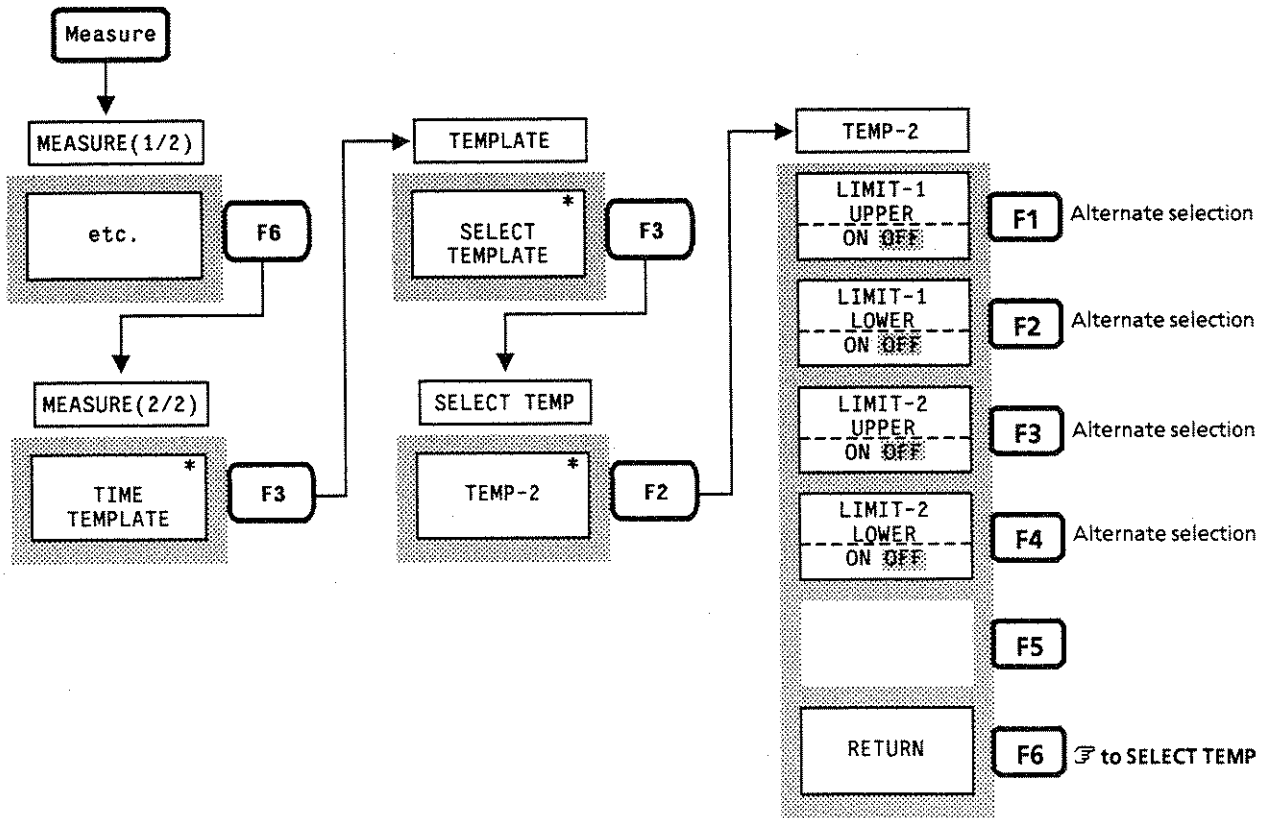 Measure
MEASURE(1/2)
etc.
F6
MEASURE(2/2)
*
TIME
TEMPLATE
F3
TEMPLATE
*
SELECT
TEMPLATE
F3
SELECT TEMP
*
TEMP-2
F2
TEMP-2
LIMIT-1
UPPER
ON OFF
F1 Alternate selection
LIMIT-1
LOWER
ON OFF
F2 Alternate selection
LIMIT-2
UPPER
ON OFF
F3 Alternate selection
LIMIT-2
LOWER
ON OFF
F4 Alternate selection
F5
RETURN
F6 ☞ to SELECT TEMP